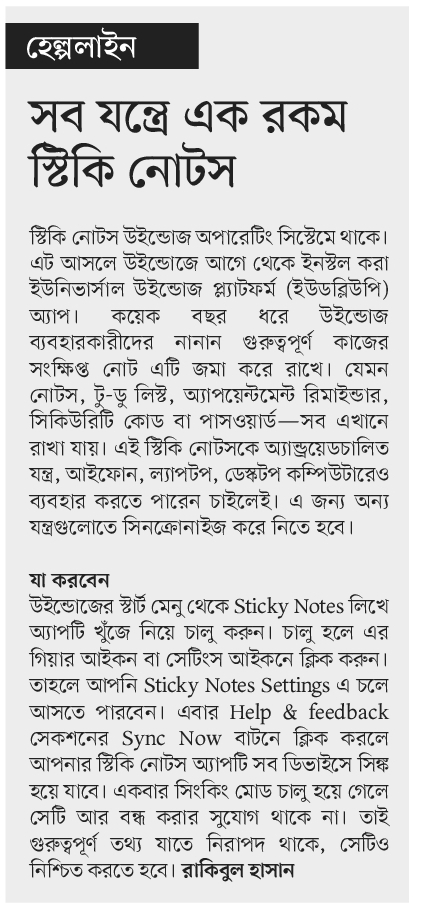 হেল্পলাইন
সব যন্ত্রে এক রকম
স্টিকি নোটস
স্টিকি নোটস উইন্ডোজ অপারেটিং সিস্টেমে থাকে।
এট আসলে উইন্ডোজে আগে থেকে ইনস্টল করা
ইউনিভার্সাল উইন্ডোজ প্ল্যাটফর্ম (ইউডব্লিউপি)
অ্যাপ। কয়েক বছর ধরে উইন্ডোজ
ব্যবহারকারীদের নানান গুরুত্বপূর্ণ কাজের
সংক্ষিপ্ত নোট এটি জমা করে রাখে। যেমন
নোটস, টু-ডু লিস্ট, অ্যাপয়েন্টমেন্ট রিমাইন্ডার,
সিকিউরিটি কোড বা পাসওয়ার্ড—সব এখানে
রাখা যায়। এই স্টিকি নোটসকে অ্যান্ড্রয়েডচালিত
যন্ত্র, আইফোন, ল্যাপটপ, ডেস্কটপ কম্পিউটারেও
ব্যবহার করতে পারেন চাইলেই। এ জন্য অন্য
যন্ত্রগুলোতে সিনক্রোনাইজ করে নিতে হবে।
যা করবেন
উইন্ডোজের স্টার্ট মেনু থেকে Sticky Notes লিখে
অ্যাপটি খুঁজে নিয়ে চালু করুন। চালু হলে এর
গিয়ার আইকন বা সেটিংস আইকনে ক্লিক করুন।
তাহলে আপনি Sticky Notes Settings এ চলে
আসতে পারবেন। এবার Help & feedback
সেকশনের Sync Now বাটনে ক্লিক করলে
আপনার স্টিকি নোটস অ্যাপটি সব ডিভাইসে সিঙ্ক
হয়ে যাবে। একবার সিংকিং মোড চালু হয়ে গেলে
সেটি আর বন্ধ করার সুযোগ থাকে না। তাই
গুরুত্বপূর্ণ তথ্য যাতে নিরাপদ থাকে, সেটিও
নিশ্চিত করতে হবে। রাকিবুল হাসান